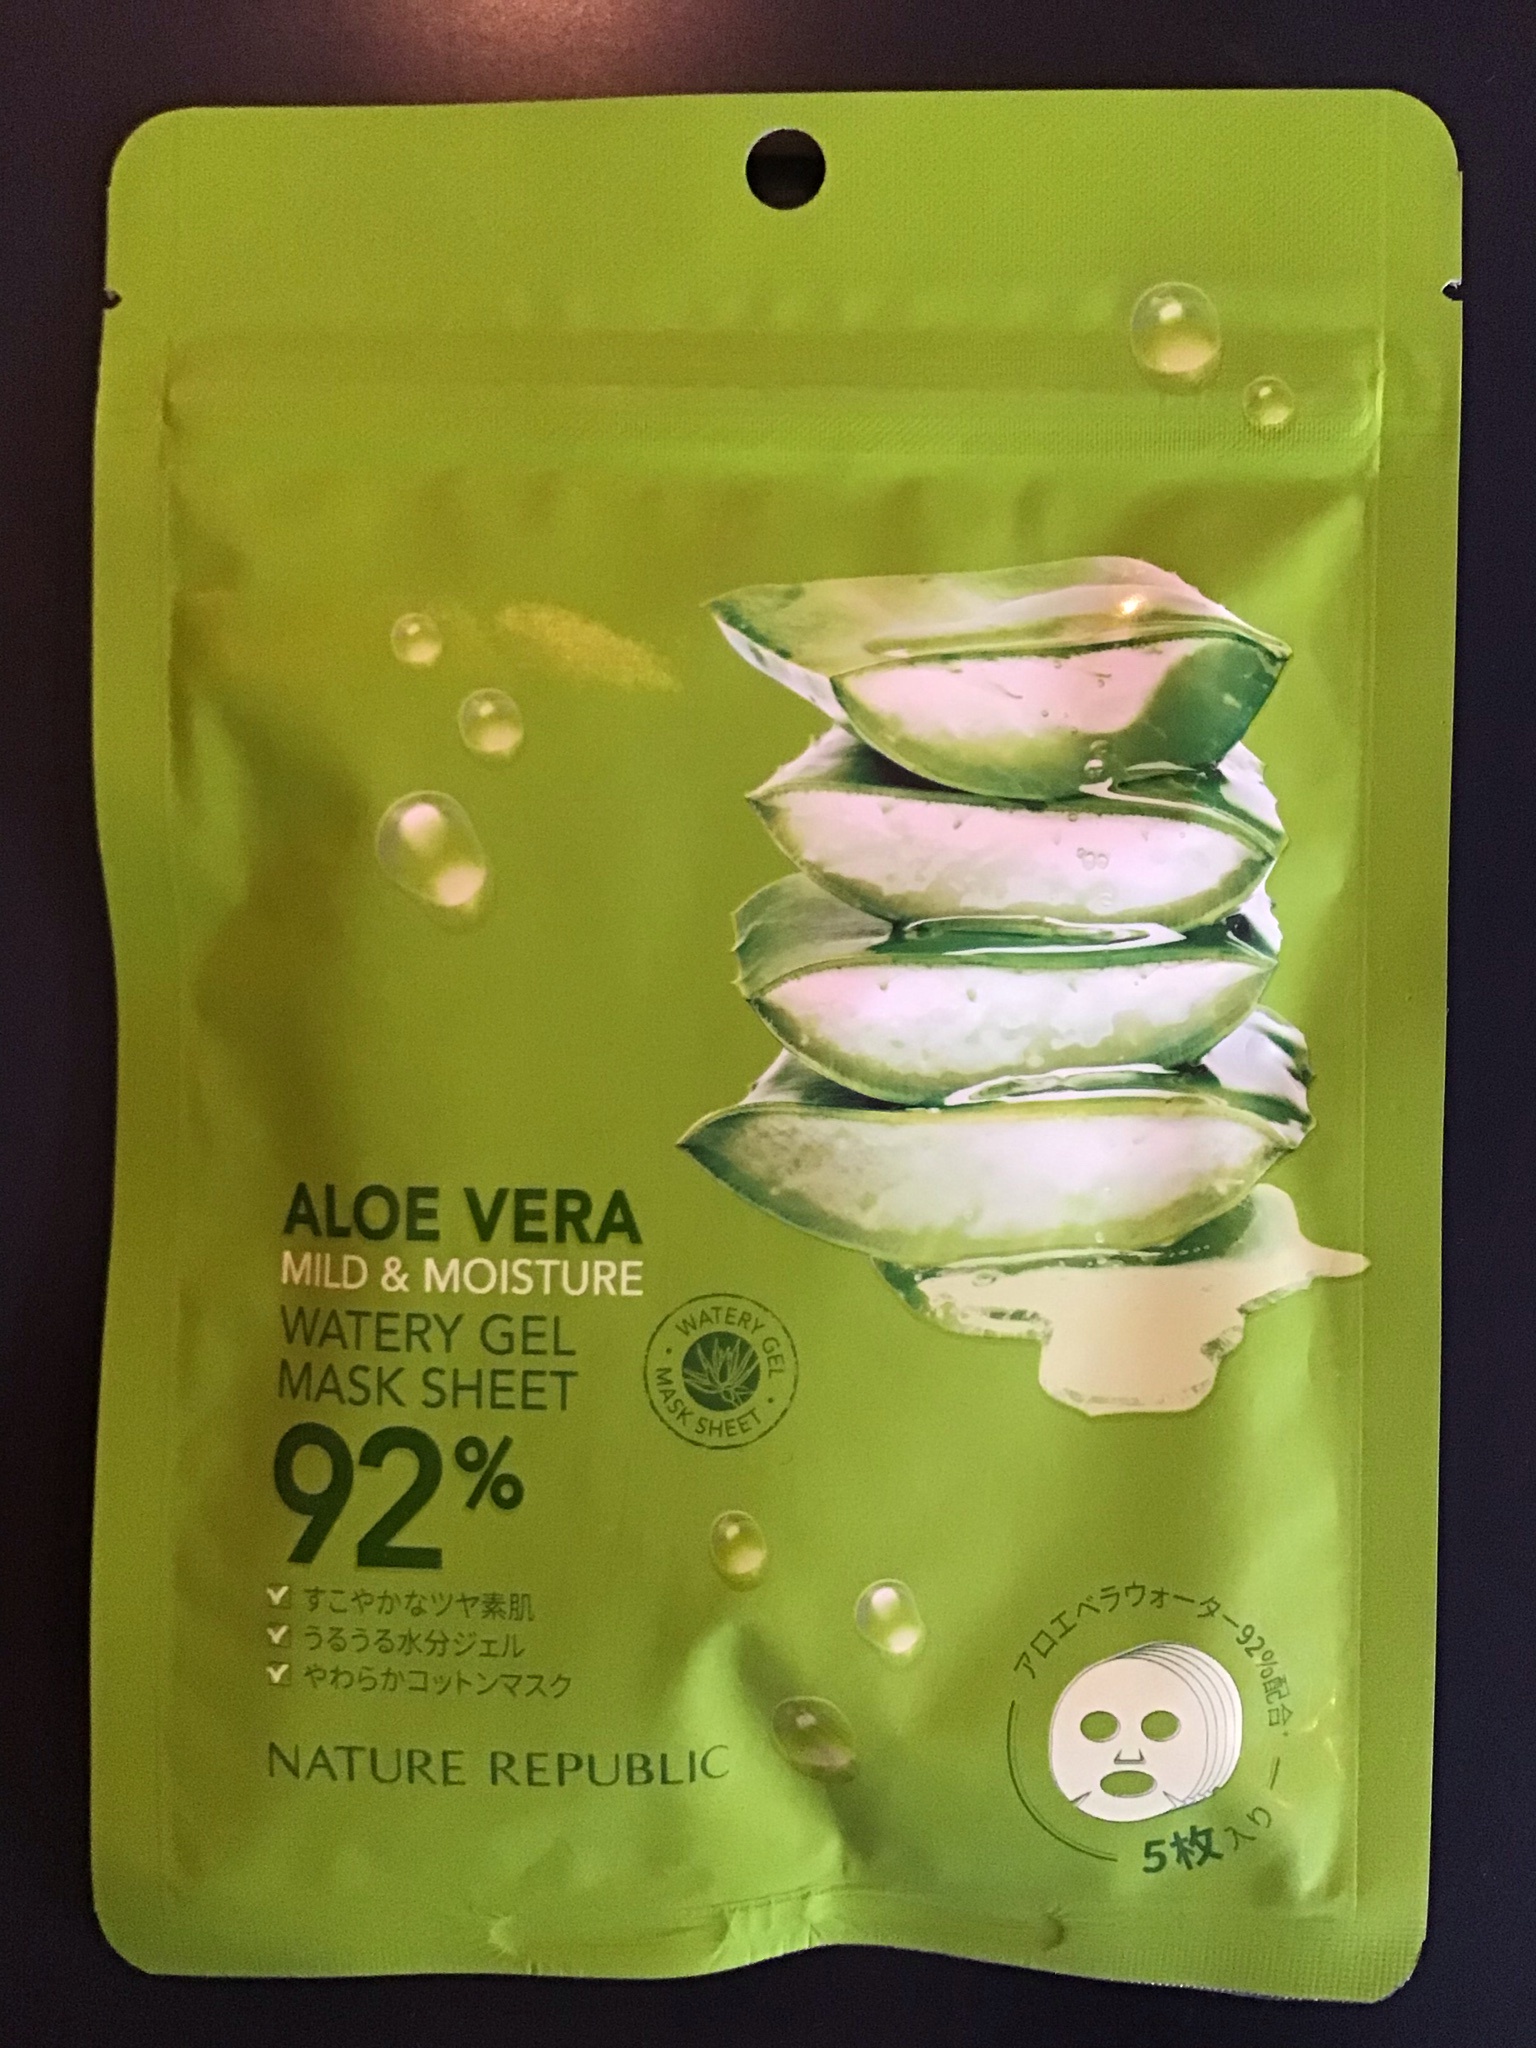 ALOE VERA
MILD & MOISTURE
WATERY GEL
MASK SHEET
92%
すこやかなツヤ素肌
うるうる水分ジェル
やわらかコットンマスク
NATURE REPUBLIC
WATERY GEL
MASK SHEET
アロエベラウォーター92%配合
5枚入り